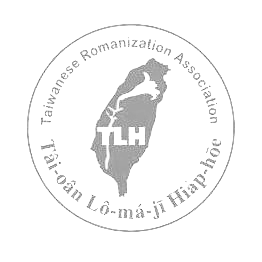 Taiwanese Romanization Association
TLH
Tâi-oân Lô-má-jī Hia̍p-hōe